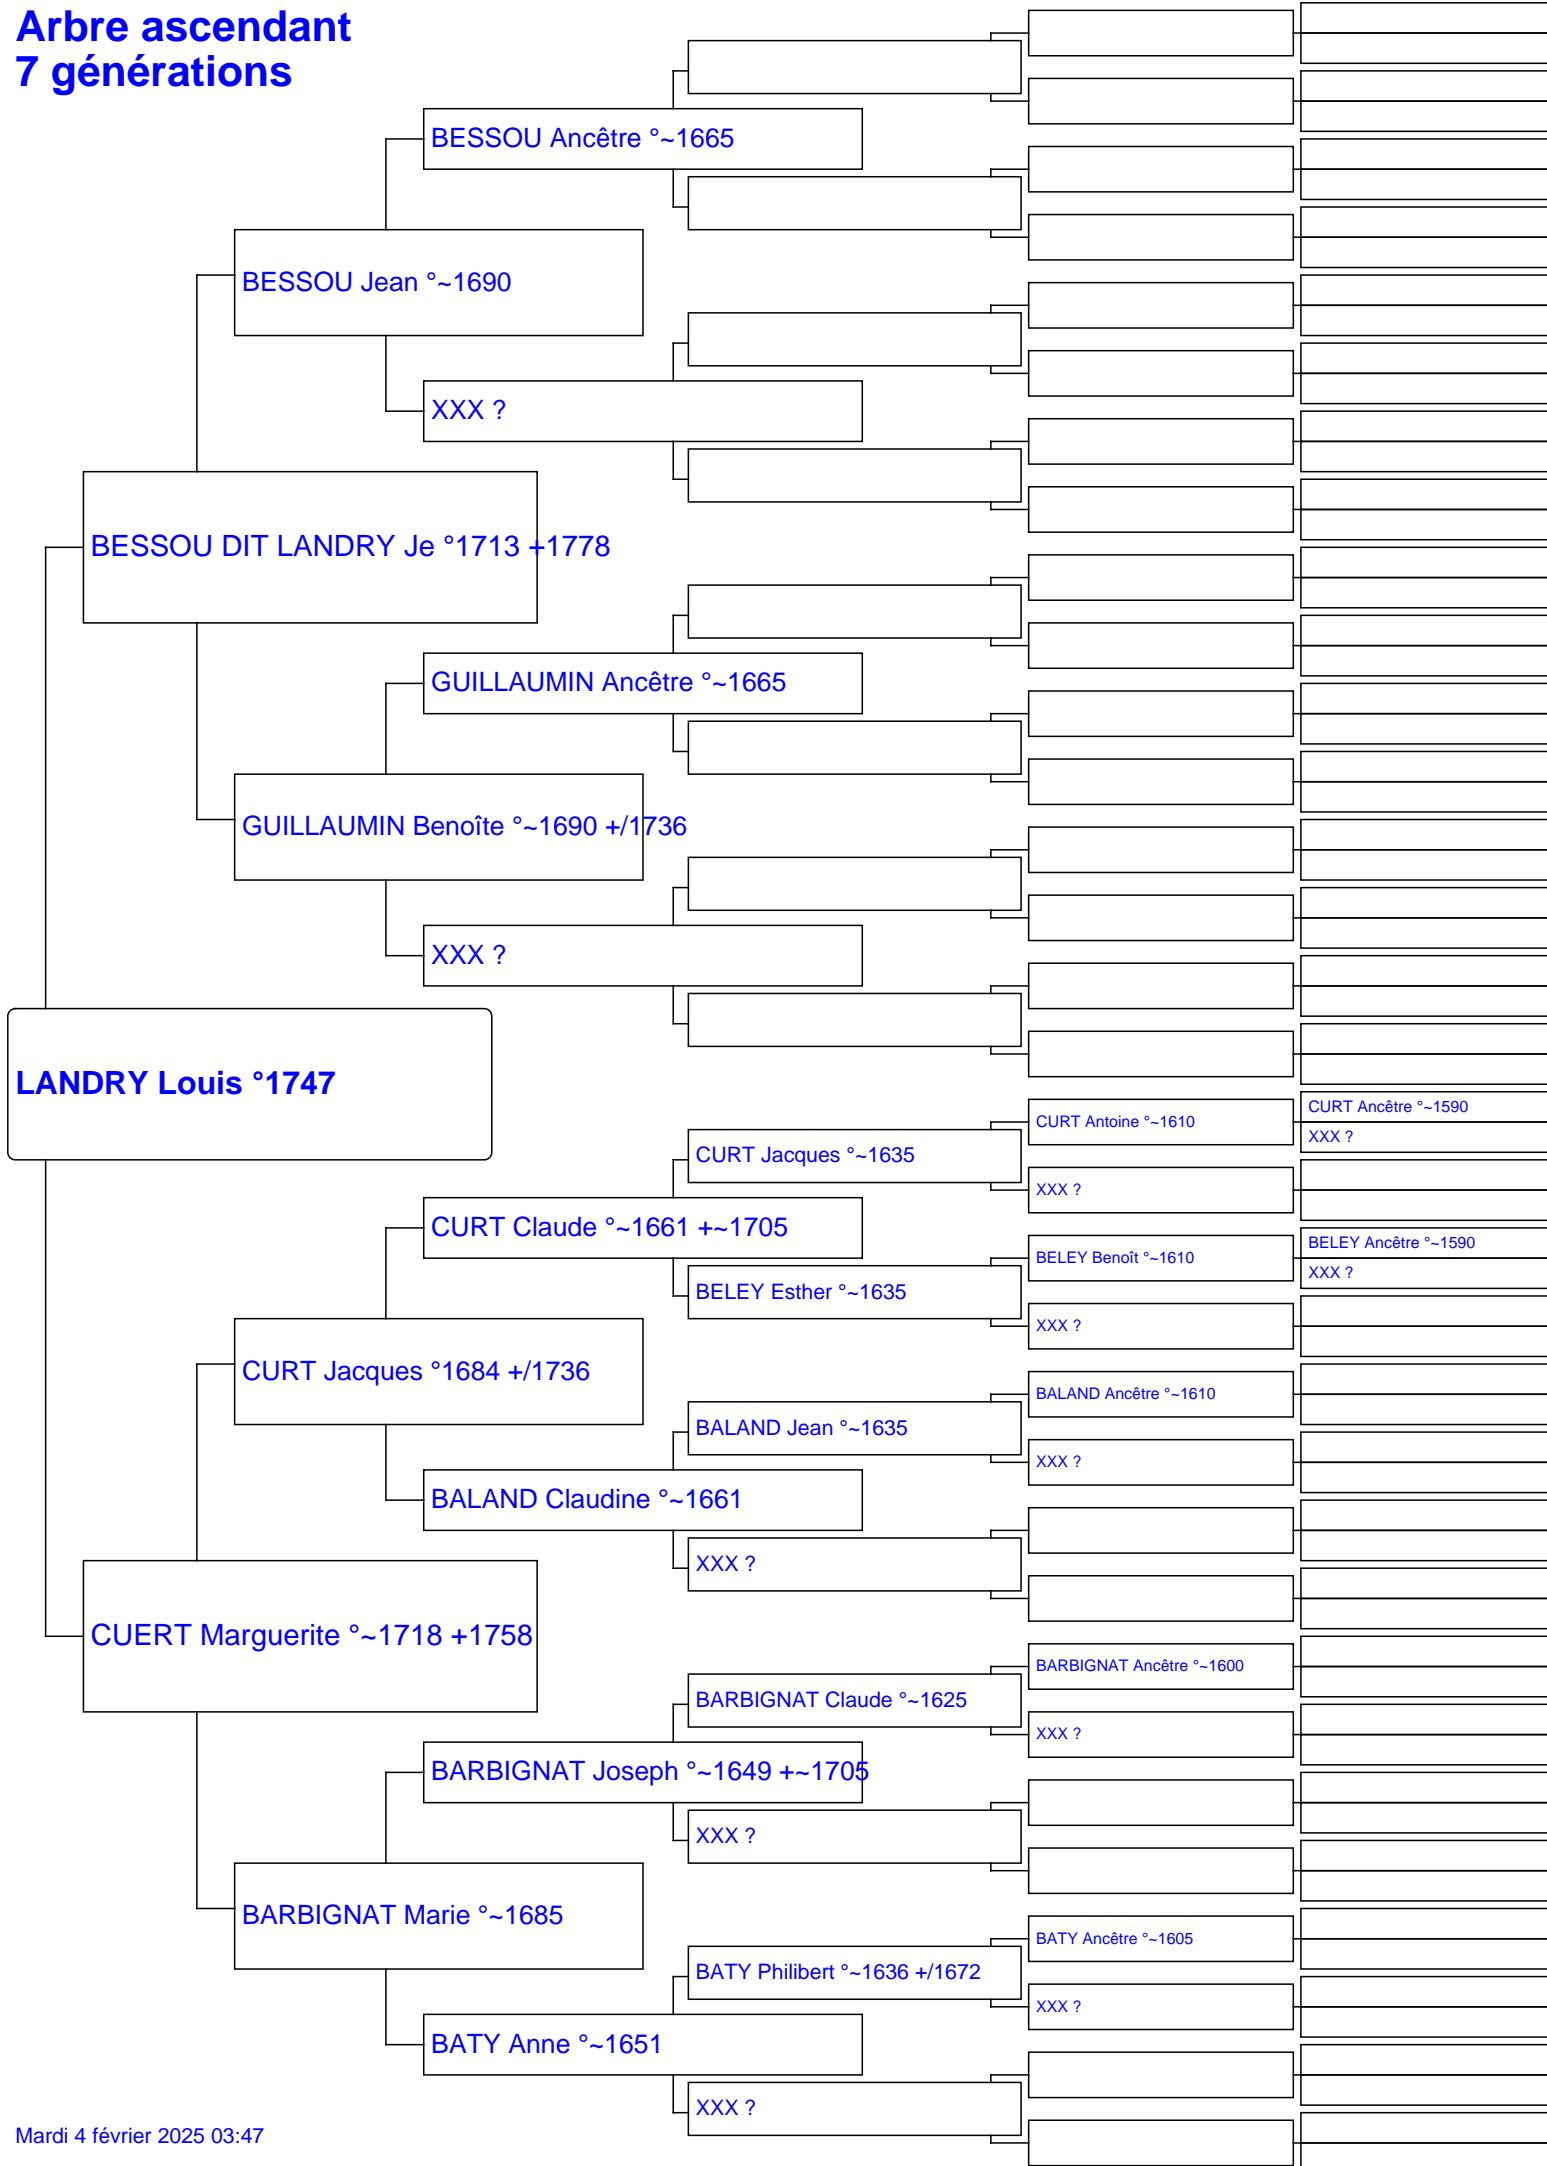 Arbre ascendant
7 générations
BESSOU Ancêtre °~1665
BESSOU Jean °~1690
XXX ?
BESSOU DIT LANDRY Je °1713 +1778
GUILLAUMIN Ancêtre °~1665
GUILLAUMIN Benoîte °~1690 +/1736
XXX ?
LANDRY Louis °1747
CURT Ancêtre °~1590
CURT Antoine °~1610
XXX ?
CURT Jacques °~1635
XXX ?
CURT Claude °~1661 +~1705
BELEY Ancêtre °~1590
BELEY Benoît °~1610
XXX ?
BELEY Esther °~1635
XXX ?
CURT Jacques °1684 +/1736
BALAND Ancêtre °~1610
BALAND Jean °~1635
XXX ?
BALAND Claudine °~1661
XXX ?
CUERT Marguerite °~1718 +1758
BARBIGNAT Ancêtre °~1600
BARBIGNAT Claude °~1625
XXX ?
BARBIGNAT Joseph °~1649 +~1705
XXX ?
BARBIGNAT Marie °~1685
BATY Ancêtre °~1605
BATY Philibert °~1636 +/1672
XXX ?
BATY Anne °~1651
XXX ?
Mardi 4 février 2025 03:47